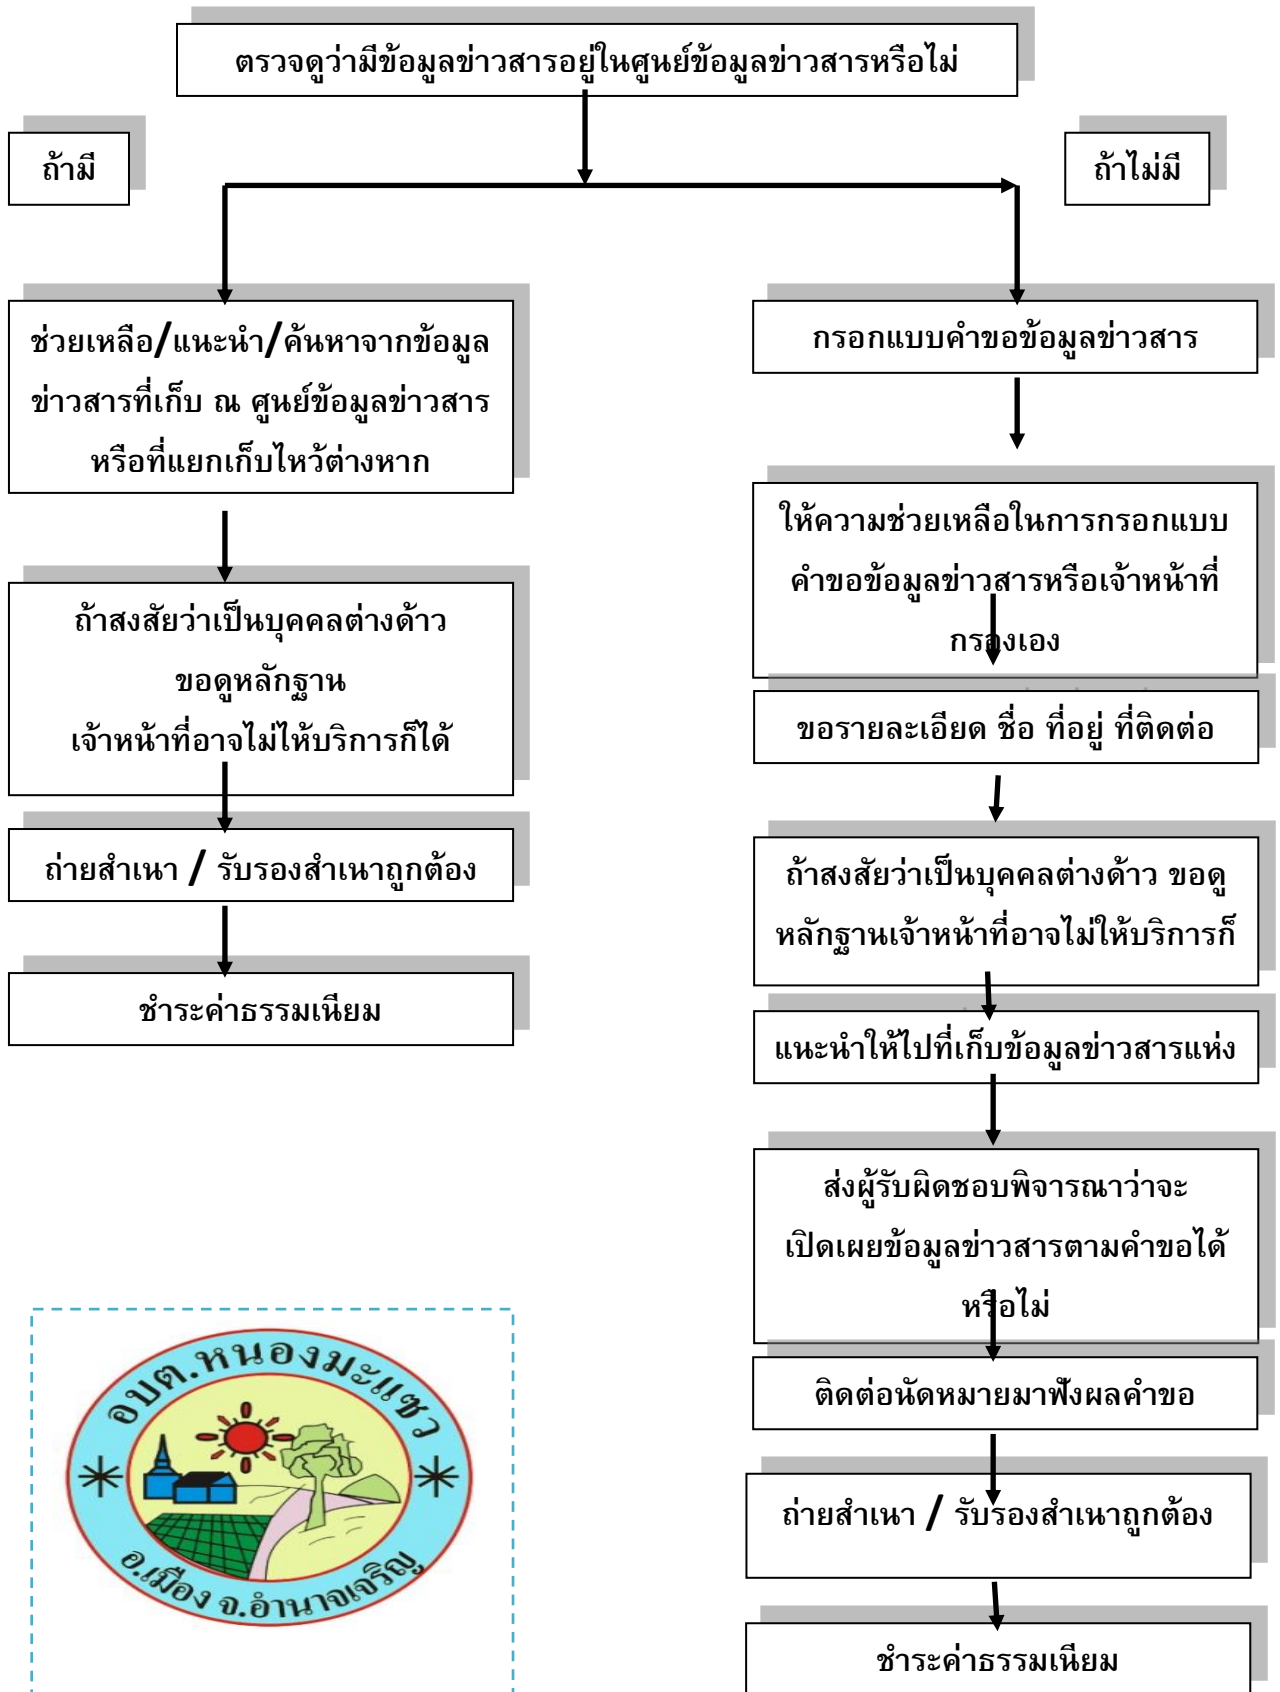 ตรวจดูว่ามีข้อมูลข่าวสารอยู่ในศูนย์ข้อมูลข่าวสารหรือไม่
ถ้ามี
ถ้าไม่มี
ช่วยเหลือ/แนะนำ/ค้นหาจากข้อมูล
ข่าวสารที่เก็บ ณ ศูนย์ข้อมูลข่าวสาร
หรือที่แยกเก็บไหว้ต่างหาก
ถ้าสงสัยว่าเป็นบุคคลต่างด้าว
ขอดูหลักฐาน
เจ้าหน้าที่อาจไม่ไห้บริการก็ได้
ถ่ายสำเนา / รับรองสำเนาถูกต้อง
ชำระค่าธรรมเนียม
กรอกแบบคำขอข้อมูลข่าวสาร
ให้ความช่วยเหลือในการกรอกแบบ
คำขอข้อมูลข่าวสารหรือเจ้าหน้าที่
กรองเอง
ขอรายละเอียด ชื่อ ที่อยู่ ที่ติดต่อ
ถ้าสงสัยว่าเป็นบุคคลต่างด้าว ขอดู
หลักฐานเจ้าหน้าที่อาจไม่ให้บริการก็
แนะนำให้ไปที่เก็บข้อมูลข่าวสารแห่ง
ส่งผู้รับผิดชอบพิจารณาว่าจะ
เปิดเผยข้อมูลข่าวสารตามคำขอได้
หรือไม่
ติดต่อนัดหมายมาฟังผลคำขอ
ถ่ายสำเนา / รับรองสำเนาถูกต้อง
ชำระค่าธรรมเนียม
อบต.หนองมะแซว
อ.เมือง จ.อำนาจเจริญ